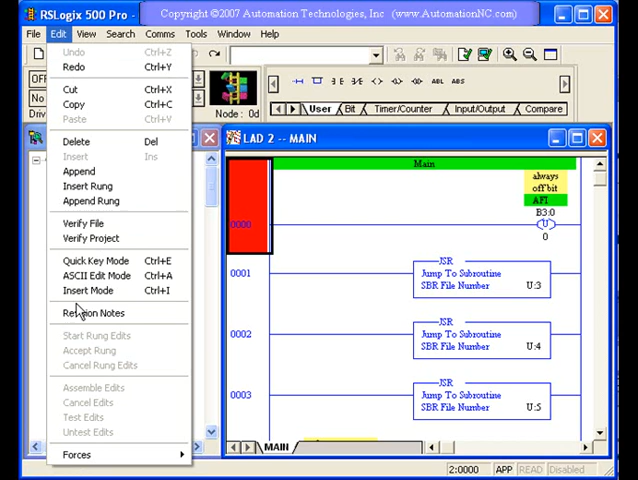 RSLogix 500 Pro -
Copyright ©2007 Automation Technologies, Inc (www.AutomationNC.com)
File Edit View Search Comms Tools Window Help
Undo Ctrl+Z
Redo Ctrl+Y
Cut Ctrl+X
Copy Ctrl+C
Paste Ctrl+V
Delete Del
Insert Ins
Append
Insert Rung
Append Rung
Verify File
Verify Project
Quick Key Mode Ctrl+E
ASCII Edit Mode Ctrl+A
Insert Mode Ctrl+I
Revision Notes
Start Rung Edits
Accept Rung
Cancel Rung Edits
Assemble Edits
Cancel Edits
Test Edits
Untest Edits
Forces
OFF
No
Driv
Node : 0d
ABL ABS
User Bit Timer/Counter Input/Output Compare
LAD 2 -- MAIN
Main
always
off bit
AFI
B3:0
U
0
0000
0001
JSR
Jump To Subroutine
SBR File Number U:3
0002
JSR
Jump To Subroutine
SBR File Number U:4
0003
JSR
Jump To Subroutine
SBR File Number U:5
MAIN
2:0000 APP READ Disabled